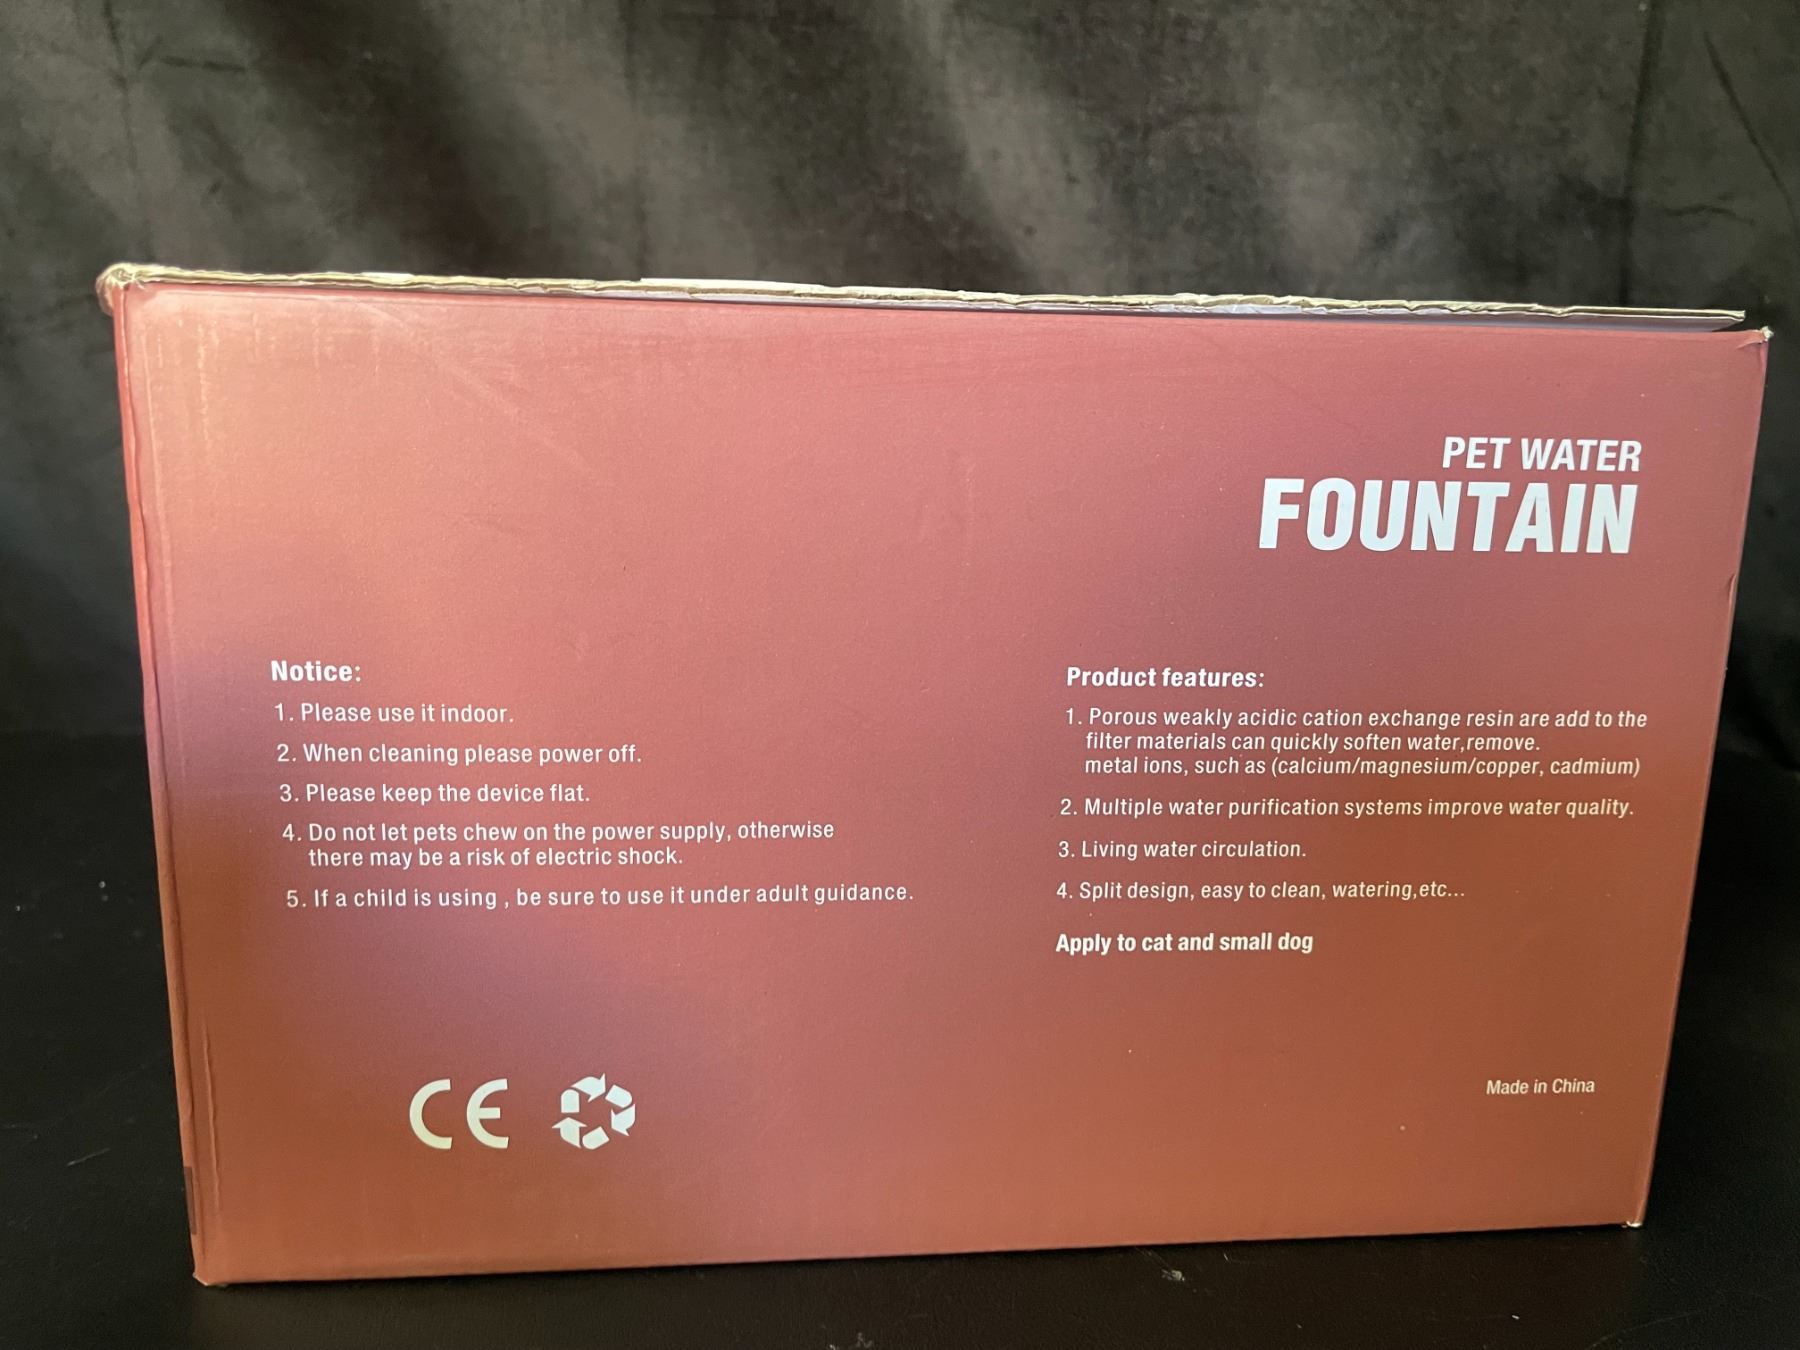 PET WATER
FOUNTAIN
Notice:
1. Please use it indoor.
2. When cleaning please power off.
3. Please keep the device flat.
4. Do not let pets chew on the power supply, otherwise
there may be a risk of electric shock.
5. If a child is using , be sure to use it under adult guidance.
Product features:
1. Porous weakly acidic cation exchange resin are add to the
filter materials can quickly soften water,remove.
metal ions, such as (calcium/magnesium/copper, cadmium)
2. Multiple water purification systems improve water quality.
3. Living water circulation.
4. Split design, easy to clean, watering,etc...
Apply to cat and small dog
CE
Made in China